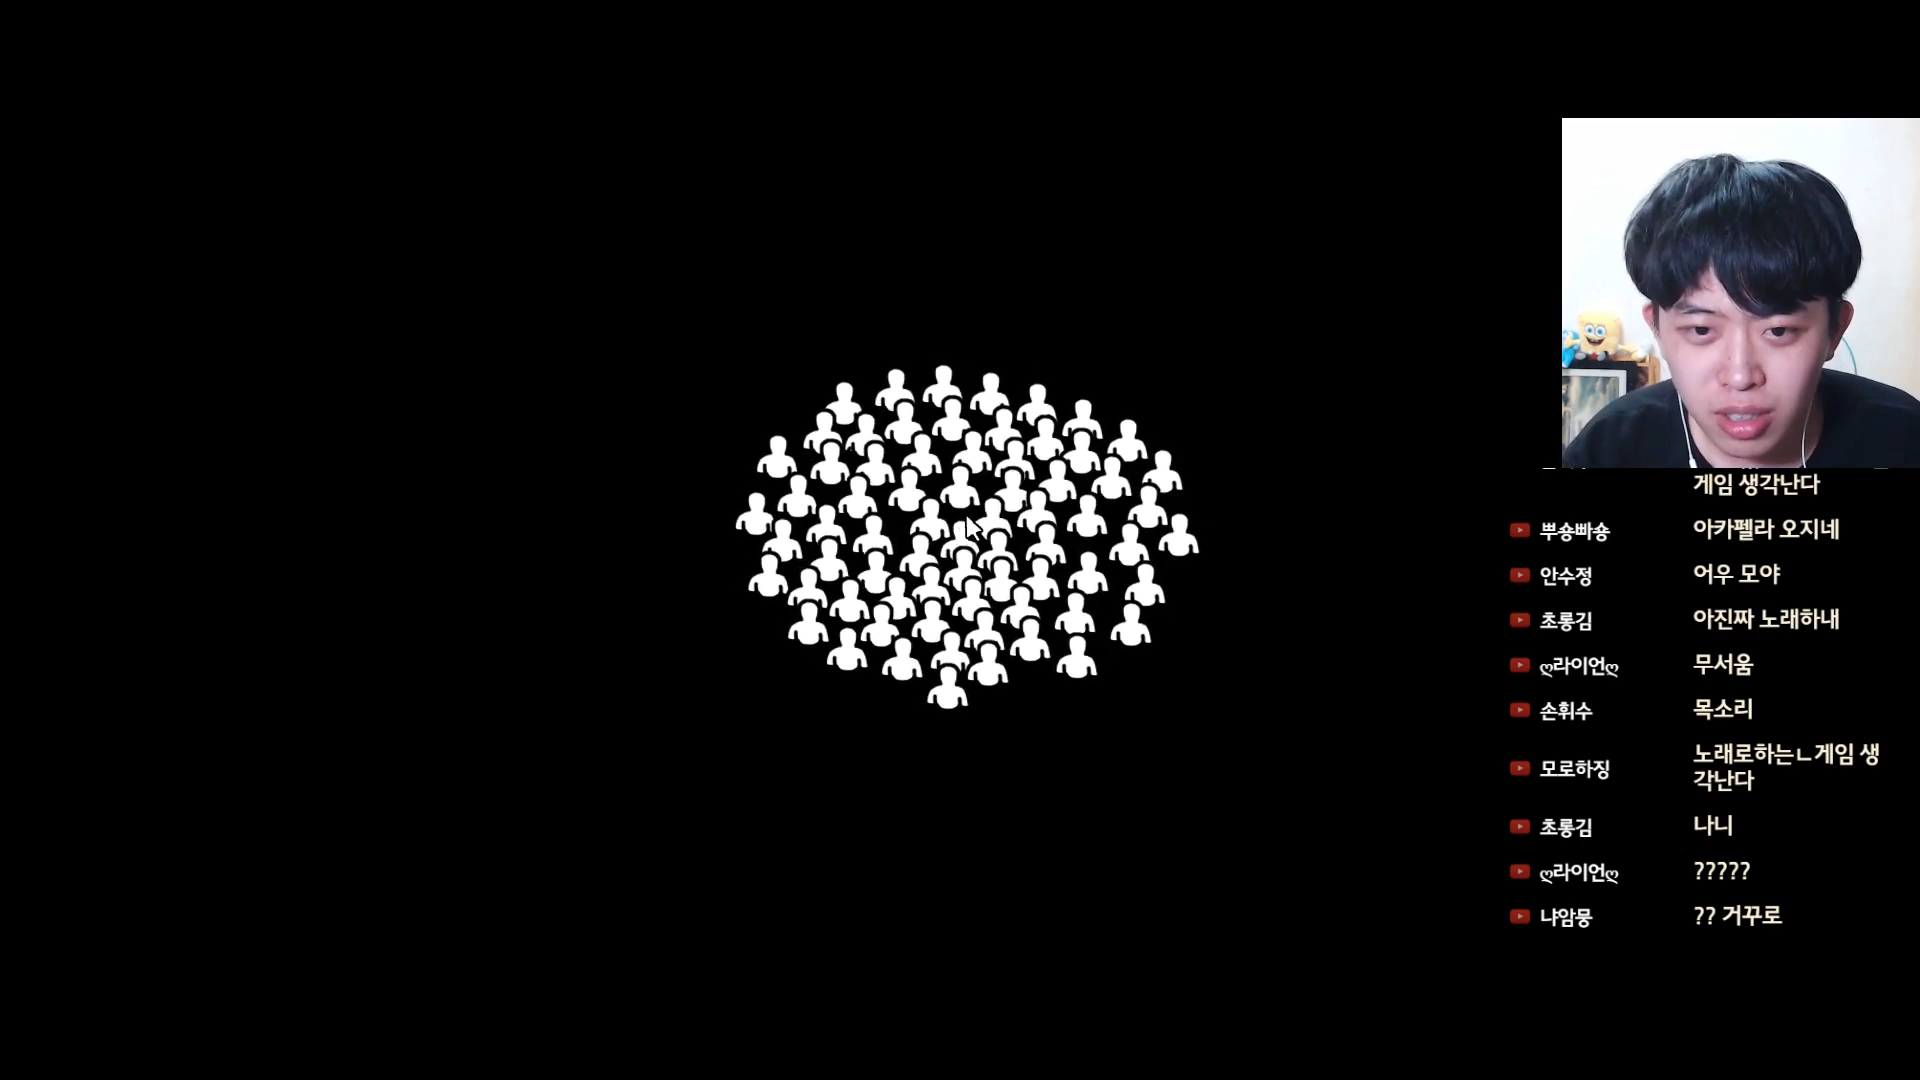 게임 생각난다
뿌숑빠숑 아카펠라 오지네
안수정 어우 모야
초롱김 아진짜 노래하내
ღ라이언ღ 무서움
손휘수 목소리
모로하징 노래로하는ㄴ게임 생
각난다
초롱김 나니
ღ라이언ღ ?????
냐암뭉 ?? 거꾸로